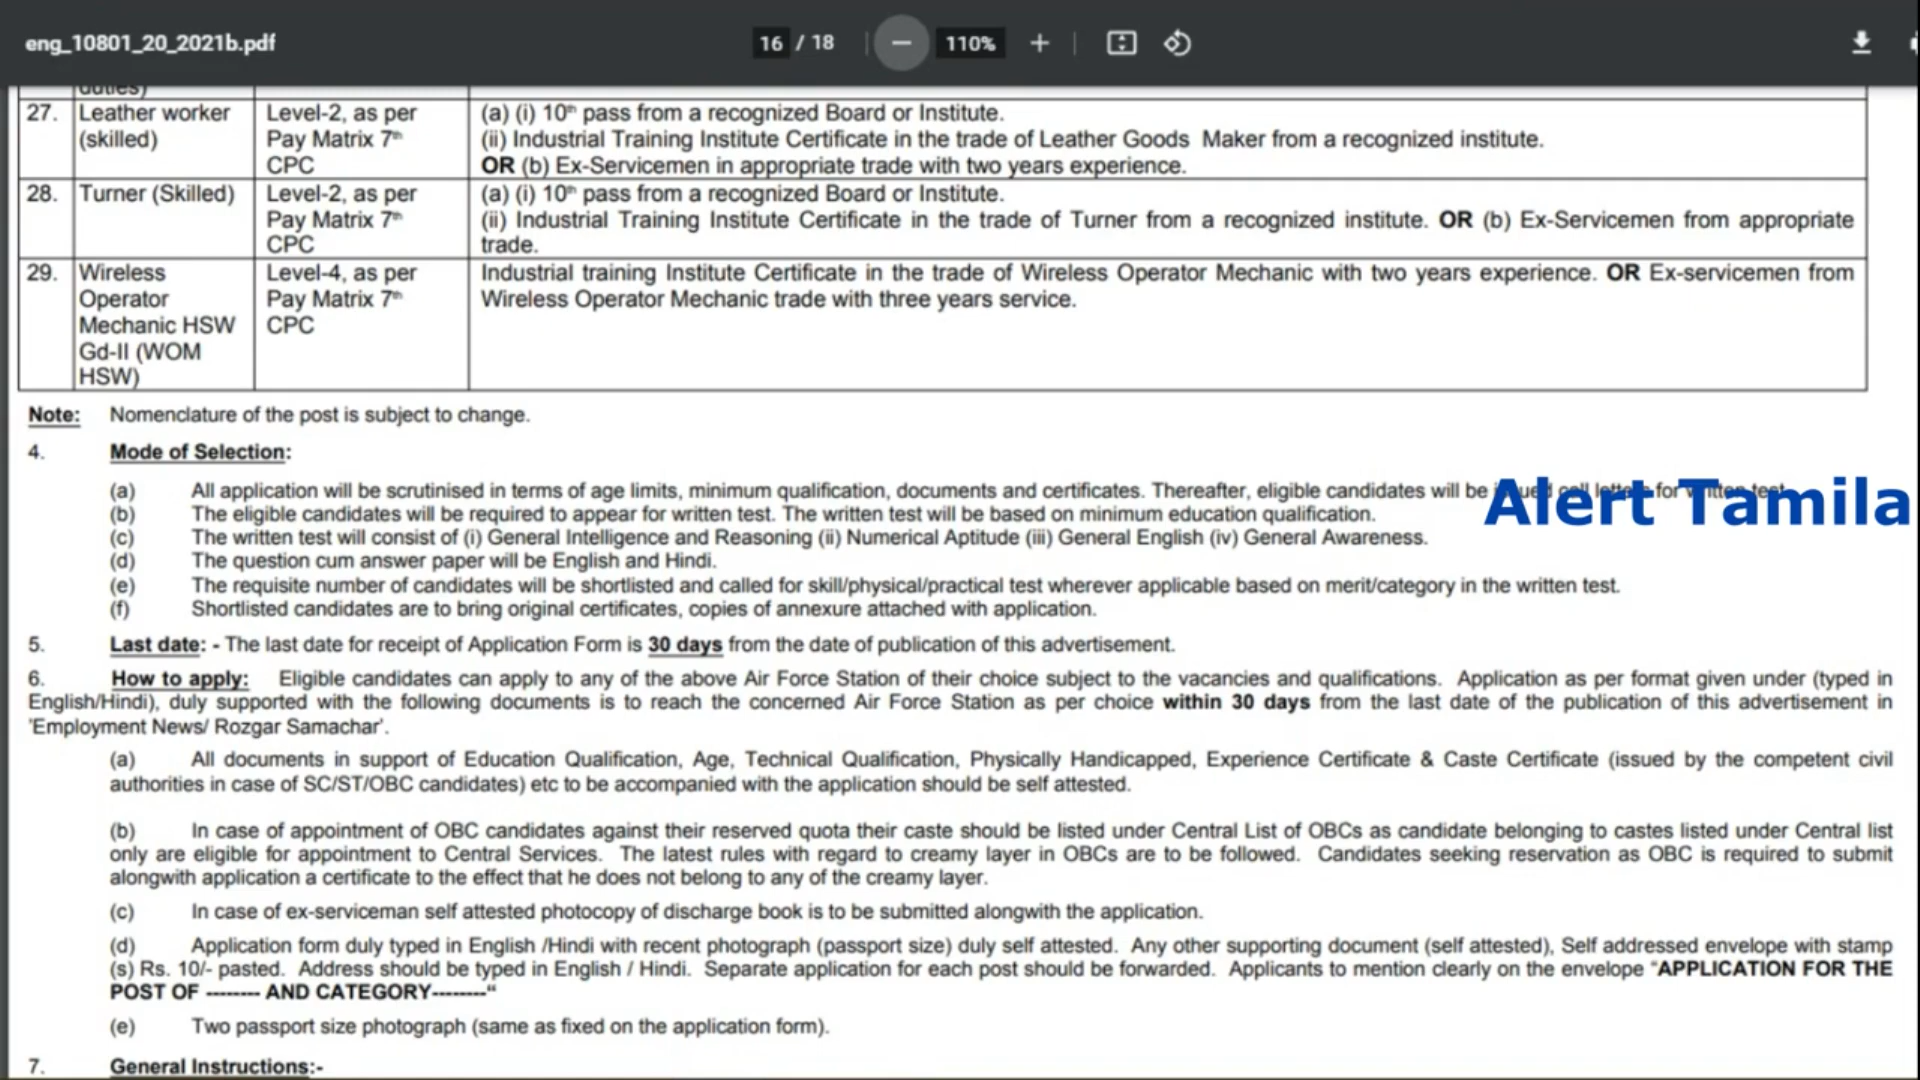 eng_10801_20_2021b.pdf
16 / 18
110%
duties)
27. Leather worker (skilled) Level-2, as per Pay Matrix 7th CPC (a) (i) 10th pass from a recognized Board or Institute.
(ii) Industrial Training Institute Certificate in the trade of Leather Goods Maker from a recognized institute.
OR (b) Ex-Servicemen in appropriate trade with two years experience.
28. Turner (Skilled) Level-2, as per Pay Matrix 7th CPC (a) (i) 10th pass from a recognized Board or Institute.
(ii) Industrial Training Institute Certificate in the trade of Turner from a recognized institute. OR (b) Ex-Servicemen from appropriate
trade.
29. Wireless Operator Mechanic HSW Gd-II (WOM HSW) Level-4, as per Pay Matrix 7th CPC Industrial training Institute Certificate in the trade of Wireless Operator Mechanic with two years experience. OR Ex-servicemen from
Wireless Operator Mechanic trade with three years service.
Note: Nomenclature of the post is subject to change.
4. Mode of Selection:
(a) All application will be scrutinised in terms of age limits, minimum qualification, documents and certificates. Thereafter, eligible candidates will be for
Alert Tamila
(b) The eligible candidates will be required to appear for written test. The written test will be based on minimum education qualification.
(c) The written test will consist of (i) General Intelligence and Reasoning (ii) Numerical Aptitude (iii) General English (iv) General Awareness.
(d) The question cum answer paper will be English and Hindi.
(e) The requisite number of candidates will be shortlisted and called for skill/physical/practical test wherever applicable based on merit/category in the written test.
(f) Shortlisted candidates are to bring original certificates, copies of annexure attached with application.
5. Last date: - The last date for receipt of Application Form is 30 days from the date of publication of this advertisement.
6. How to apply: Eligible candidates can apply to any of the above Air Force Station of their choice subject to the vacancies and qualifications. Application as per format given under (typed in
English/Hindi), duly supported with the following documents is to reach the concerned Air Force Station as per choice within 30 days from the last date of the publication of this advertisement in
'Employment News/ Rozgar Samachar'.
(a) All documents in support of Education Qualification, Age, Technical Qualification, Physically Handicapped, Experience Certificate & Caste Certificate (issued by the competent civil
authorities in case of SC/ST/OBC candidates) etc to be accompanied with the application should be self attested.
(b) In case of appointment of OBC candidates against their reserved quota their caste should be listed under Central List of OBCs as candidate belonging to castes listed under Central list
only are eligible for appointment to Central Services. The latest rules with regard to creamy layer in OBCs are to be followed. Candidates seeking reservation as OBC is required to submit
alongwith application a certificate to the effect that he does not belong to any of the creamy layer.
(c) In case of ex-serviceman self attested photocopy of discharge book is to be submitted alongwith the application.
(d) Application form duly typed in English /Hindi with recent photograph (passport size) duly self attested. Any other supporting document (self attested), Self addressed envelope with stamp
(s) Rs. 10/- pasted. Address should be typed in English / Hindi. Separate application for each post should be forwarded. Applicants to mention clearly on the envelope "APPLICATION FOR THE
POST OF -------- AND CATEGORY--------"
(e) Two passport size photograph (same as fixed on the application form).
7. General Instructions:-